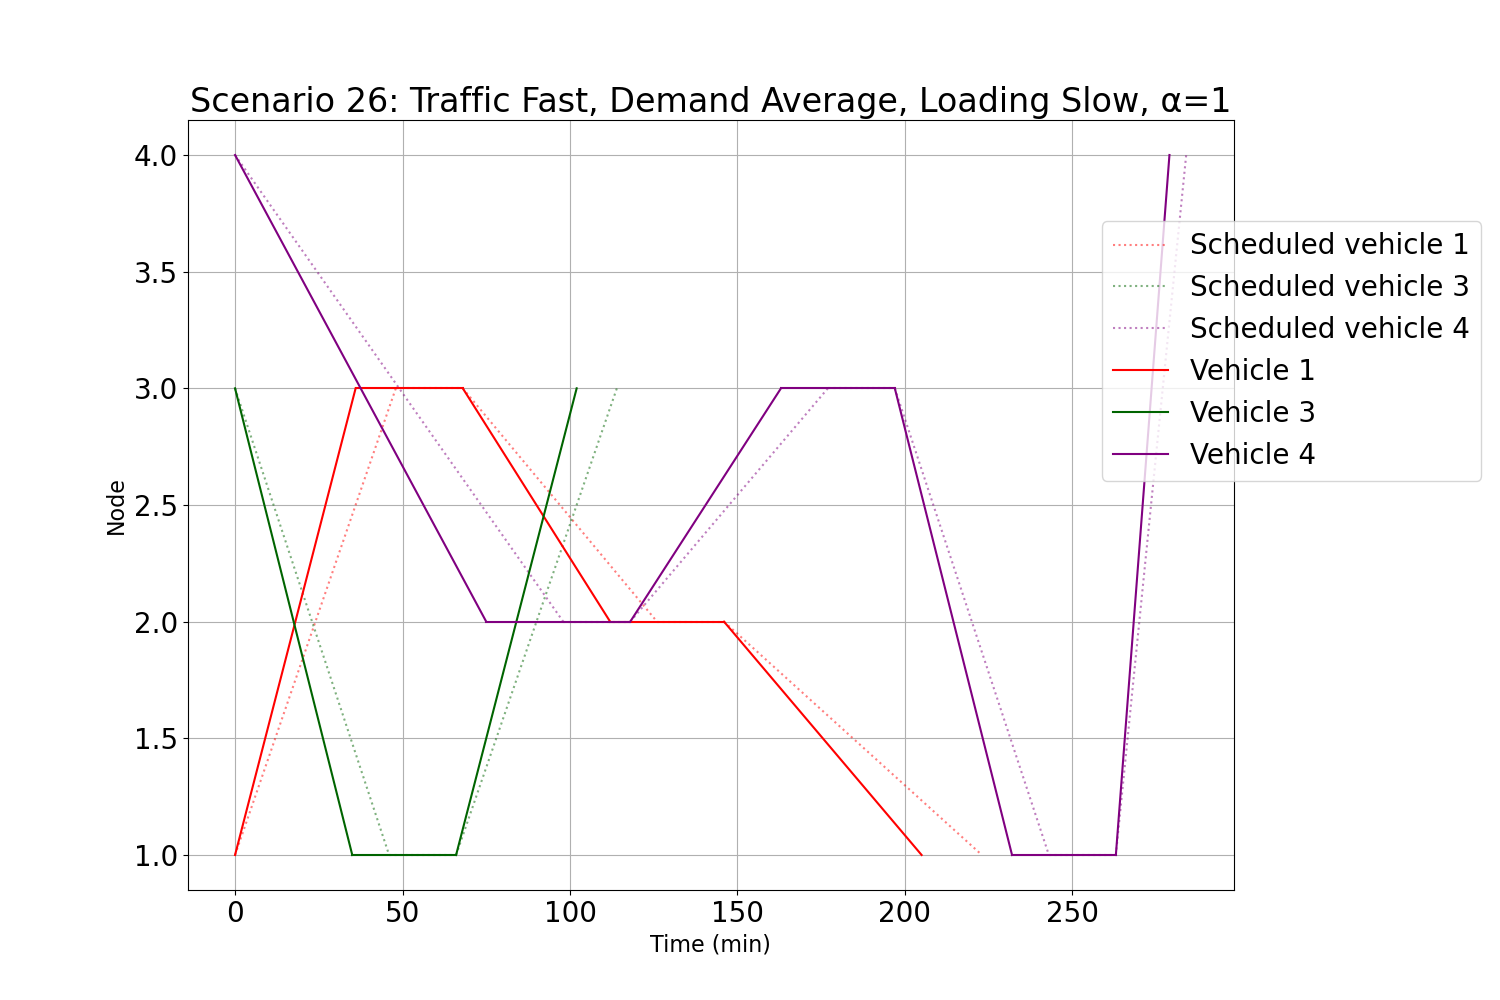 Scenario 26: Traffic Fast, Demand Average, Loading Slow, α=1
4.0
3.5
3.0
2.5
2.0
1.5
1.0
Node
0 50 100 150 200 250
Time (min)
Scheduled vehicle 1
Scheduled vehicle 3
Scheduled vehicle 4
Vehicle 1
Vehicle 3
Vehicle 4